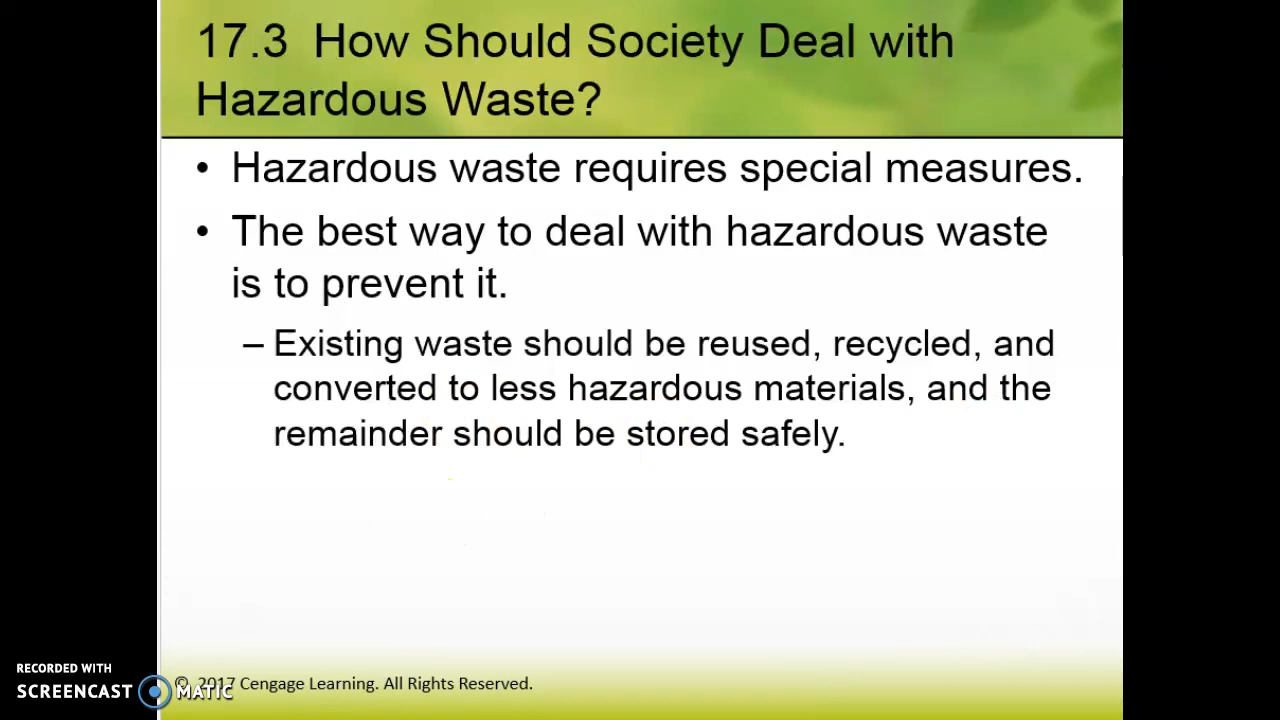 17.3 How Should Society Deal with
Hazardous Waste?
• Hazardous waste requires special measures.
• The best way to deal with hazardous waste
is to prevent it.
– Existing waste should be reused, recycled, and
converted to less hazardous materials, and the
remainder should be stored safely.
RECORDED WITH
SCREENCAST MATIC
© 2017 Cengage Learning. All Rights Reserved.